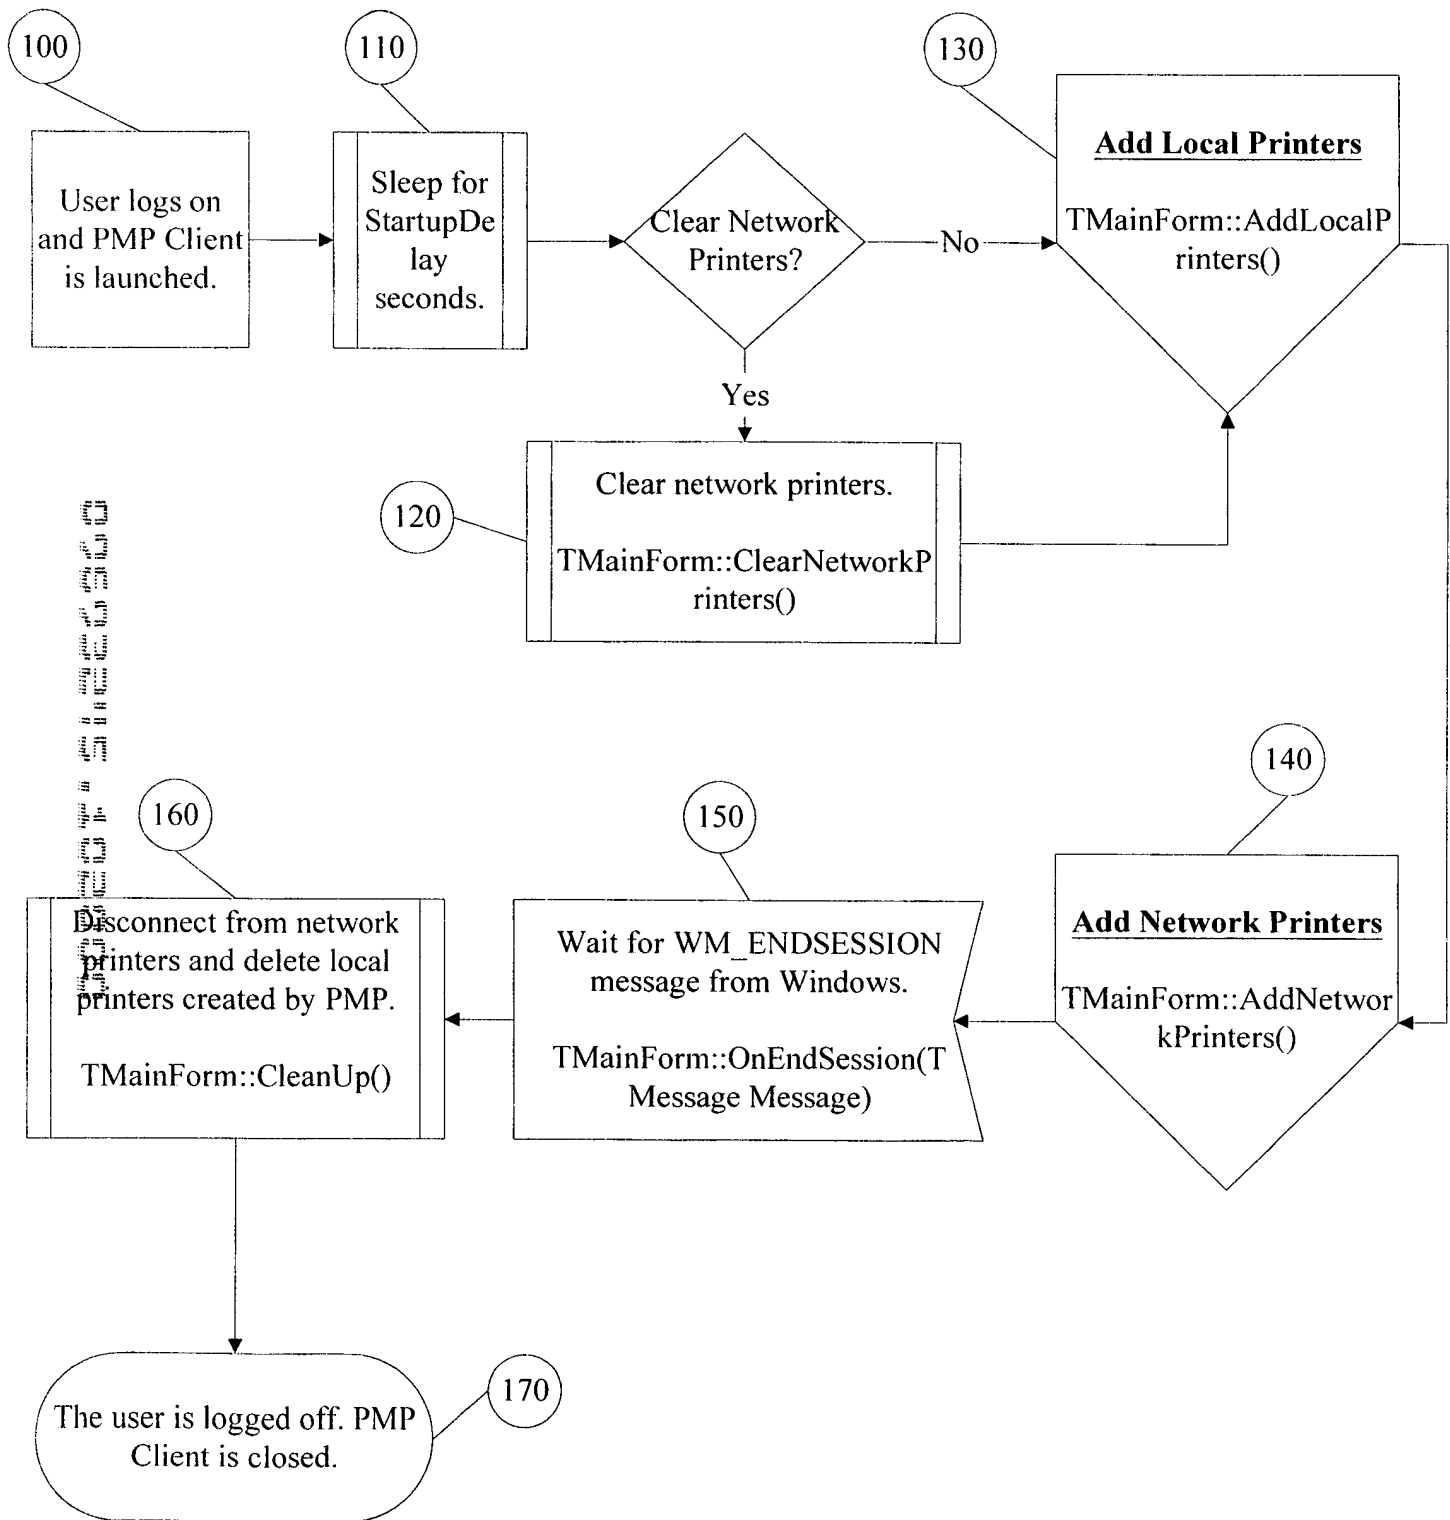 100
User logs on
and PMP Client
is launched.
110
Sleep for
StartupDe
lay
seconds.
Clear Network
Printers?
No
Yes
130
Add Local Printers
TMainForm::AddLocalP
rinters()
120
Clear network printers.
TMainForm::ClearNetworkP
rinters()
140
Add Network Printers
TMainForm::AddNetwor
kPrinters()
150
Wait for WM_ENDSESSION
message from Windows.
TMainForm::OnEndSession(T
Message Message)
160
Disconnect from network
printers and delete local
printers created by PMP.
TMainForm::CleanUp()
170
The user is logged off. PMP
Client is closed.